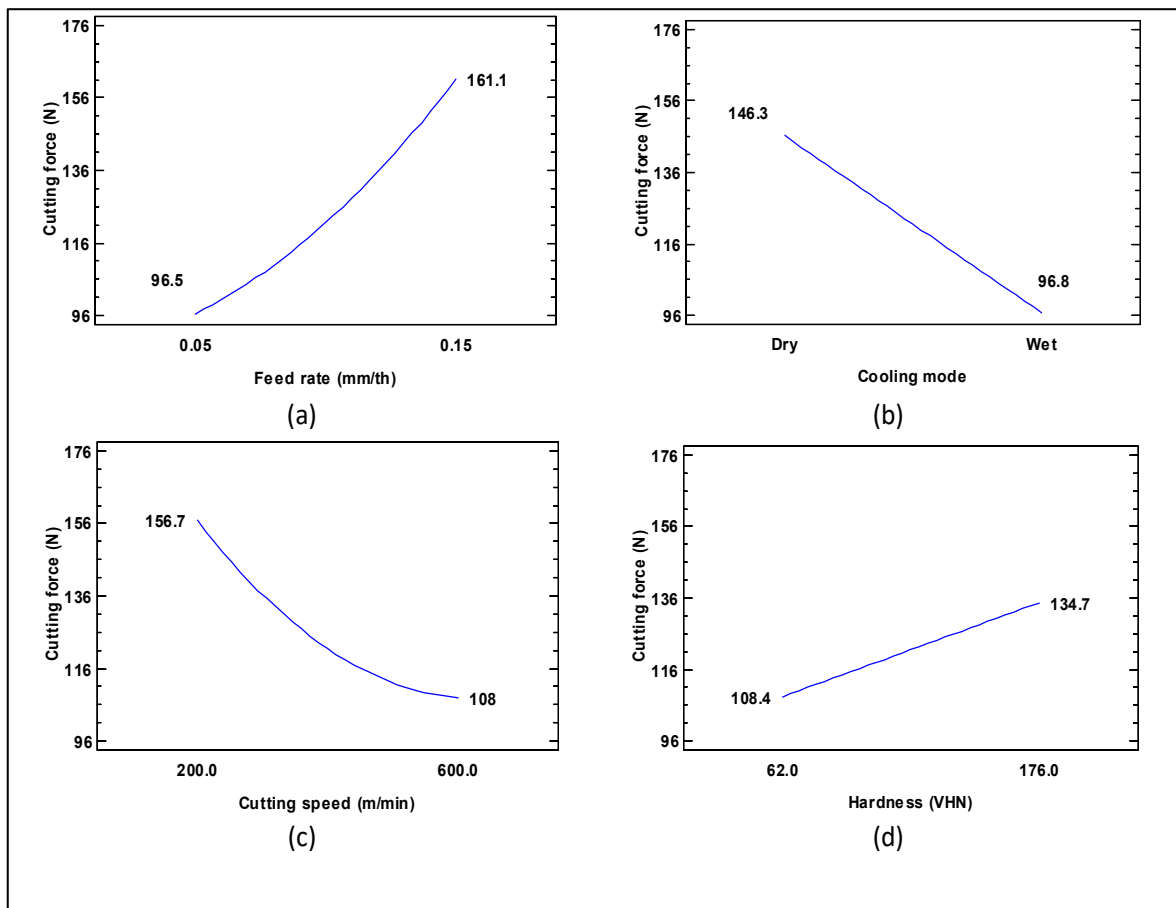 176
156
136
116
96
Cutting force (N)
161.1
96.5
0.05 0.15
Feed rate (mm/th)
(a)
176
156
136
116
96
Cutting force (N)
146.3
96.8
Dry Wet
Cooling mode
(b)
176
156
136
116
96
Cutting force (N)
156.7
108
200.0 600.0
Cutting speed (m/min)
(c)
176
156
136
116
96
Cutting force (N)
134.7
108.4
62.0 176.0
Hardness (VHN)
(d)